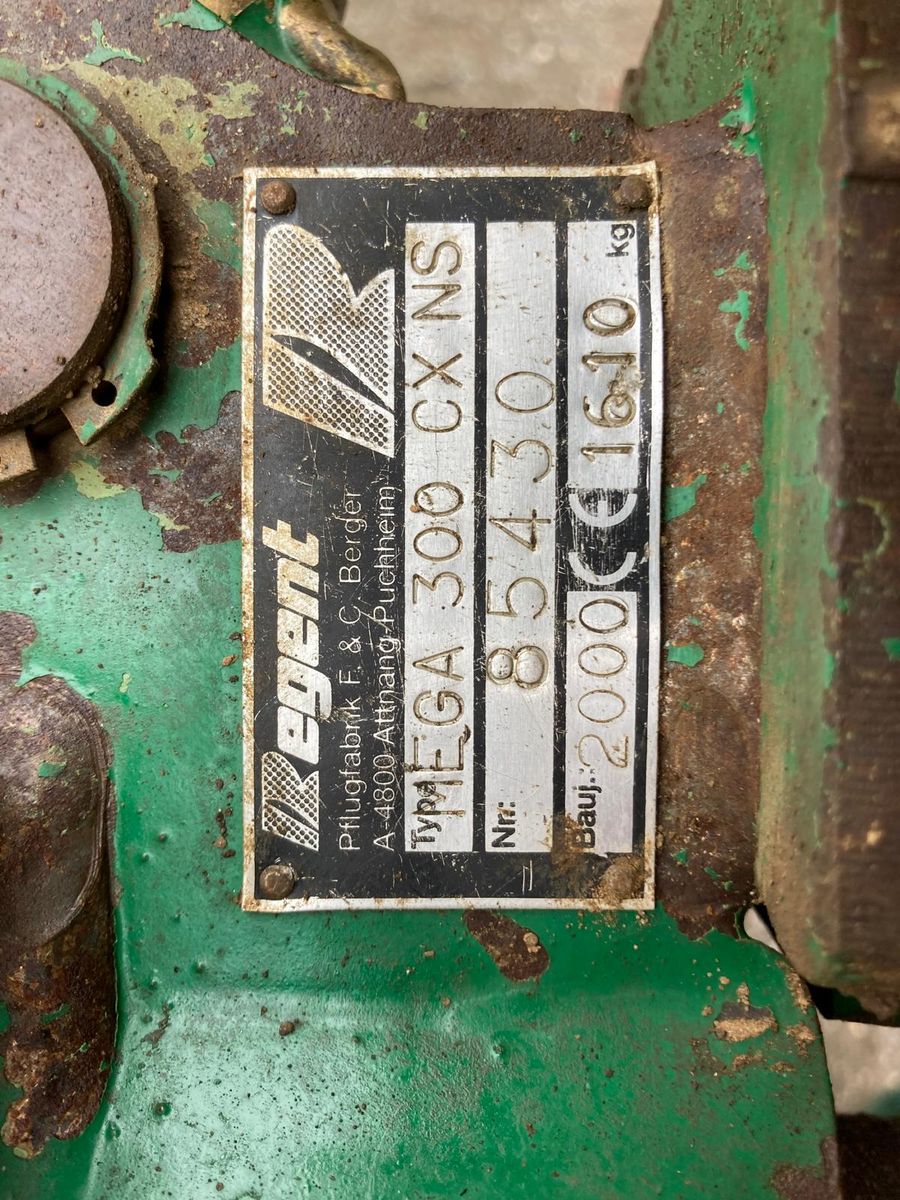 Regent
Pflugfabrik F. & C. Berger
A-4800 Attnang-Puchheim
Type MEGA 300 CX NS
Nr.: 85430
Bauj.: 2000 CE 1610 kg